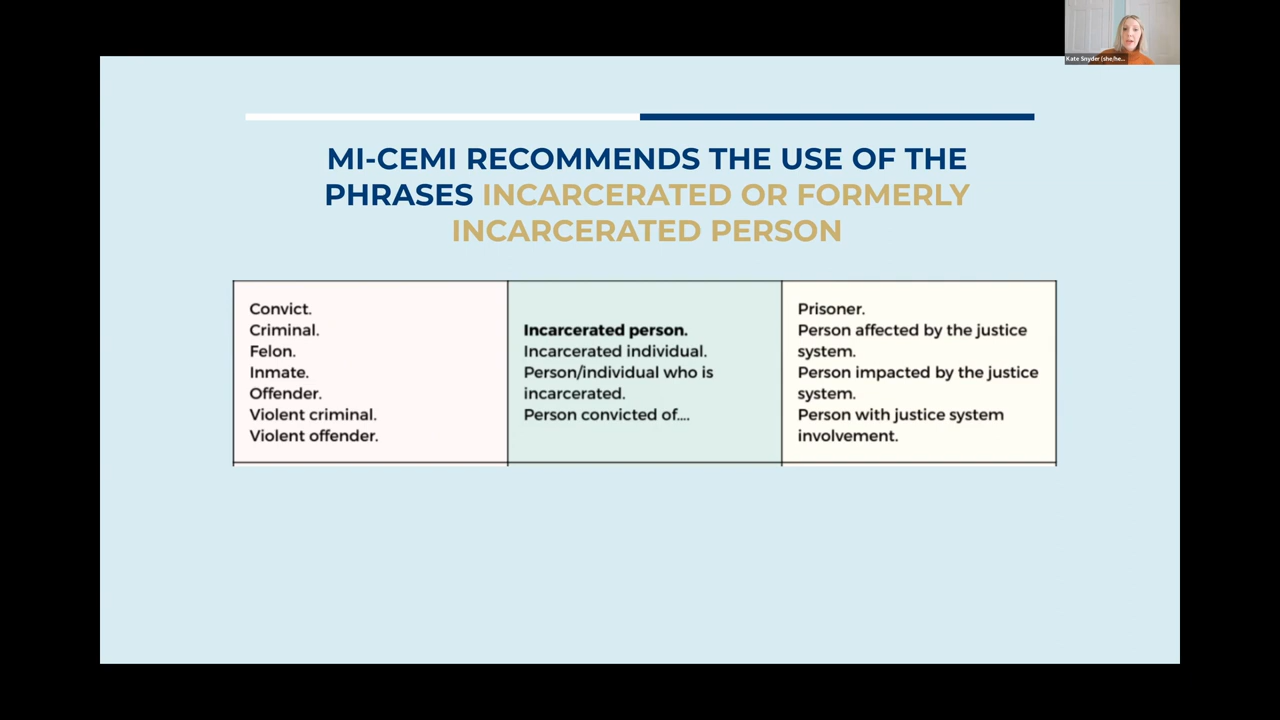 Kate Snyder (she/he...
MI-CEMI RECOMMENDS THE USE OF THE
PHRASES INCARCERATED OR FORMERLY
INCARCERATED PERSON
Convict.
Criminal.
Felon.
Inmate.
Offender.
Violent criminal.
Violent offender.
Incarcerated person.
Incarcerated individual.
Person/individual who is
incarcerated.
Person convicted of....
Prisoner.
Person affected by the justice
system.
Person impacted by the justice
system.
Person with justice system
involvement.